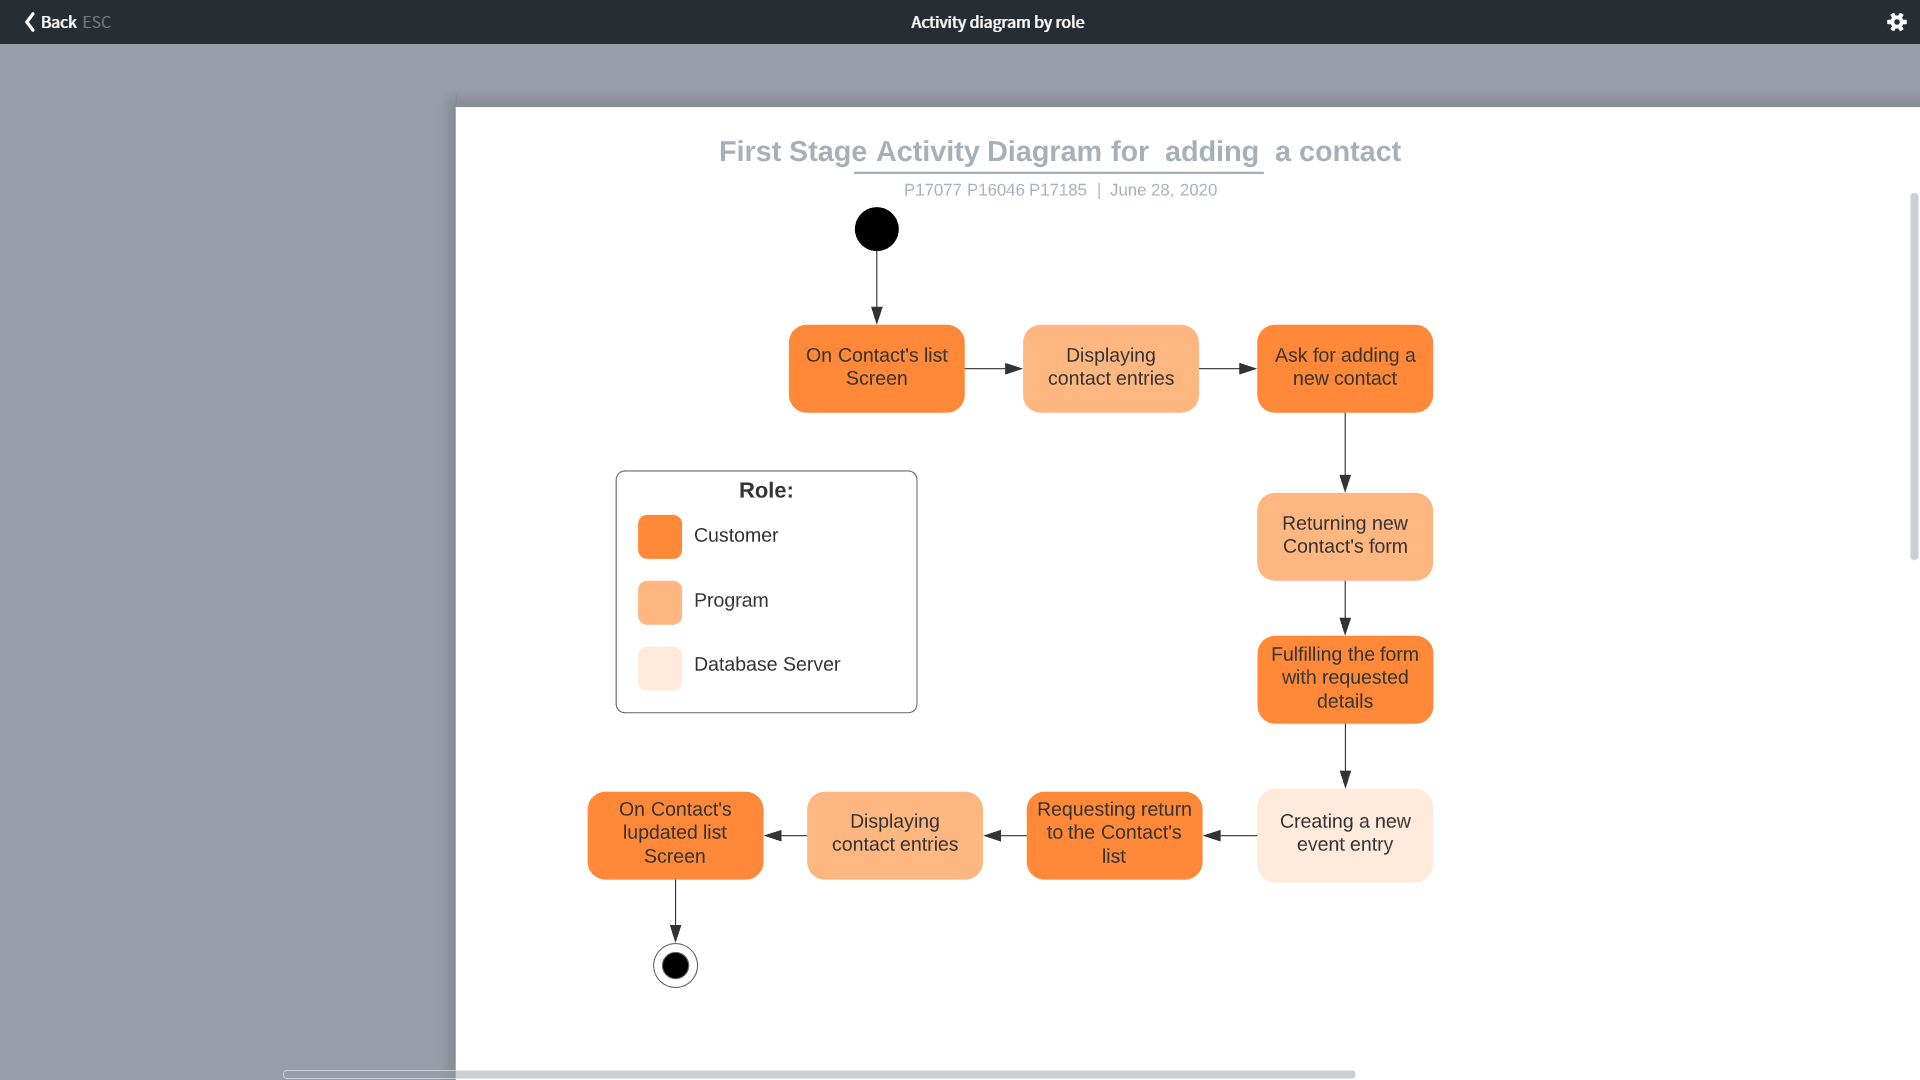 Back ESC
Activity diagram by role
First Stage Activity Diagram for adding a contact
P17077 P16046 P17185 | June 28, 2020
On Contact's list
Screen
Displaying
contact entries
Ask for adding a
new contact
Role:
Customer
Program
Database Server
Returning new
Contact's form
Fulfilling the form
with requested
details
Creating a new
event entry
Requesting return
to the Contact's
list
Displaying
contact entries
On Contact's
lupdated list
Screen